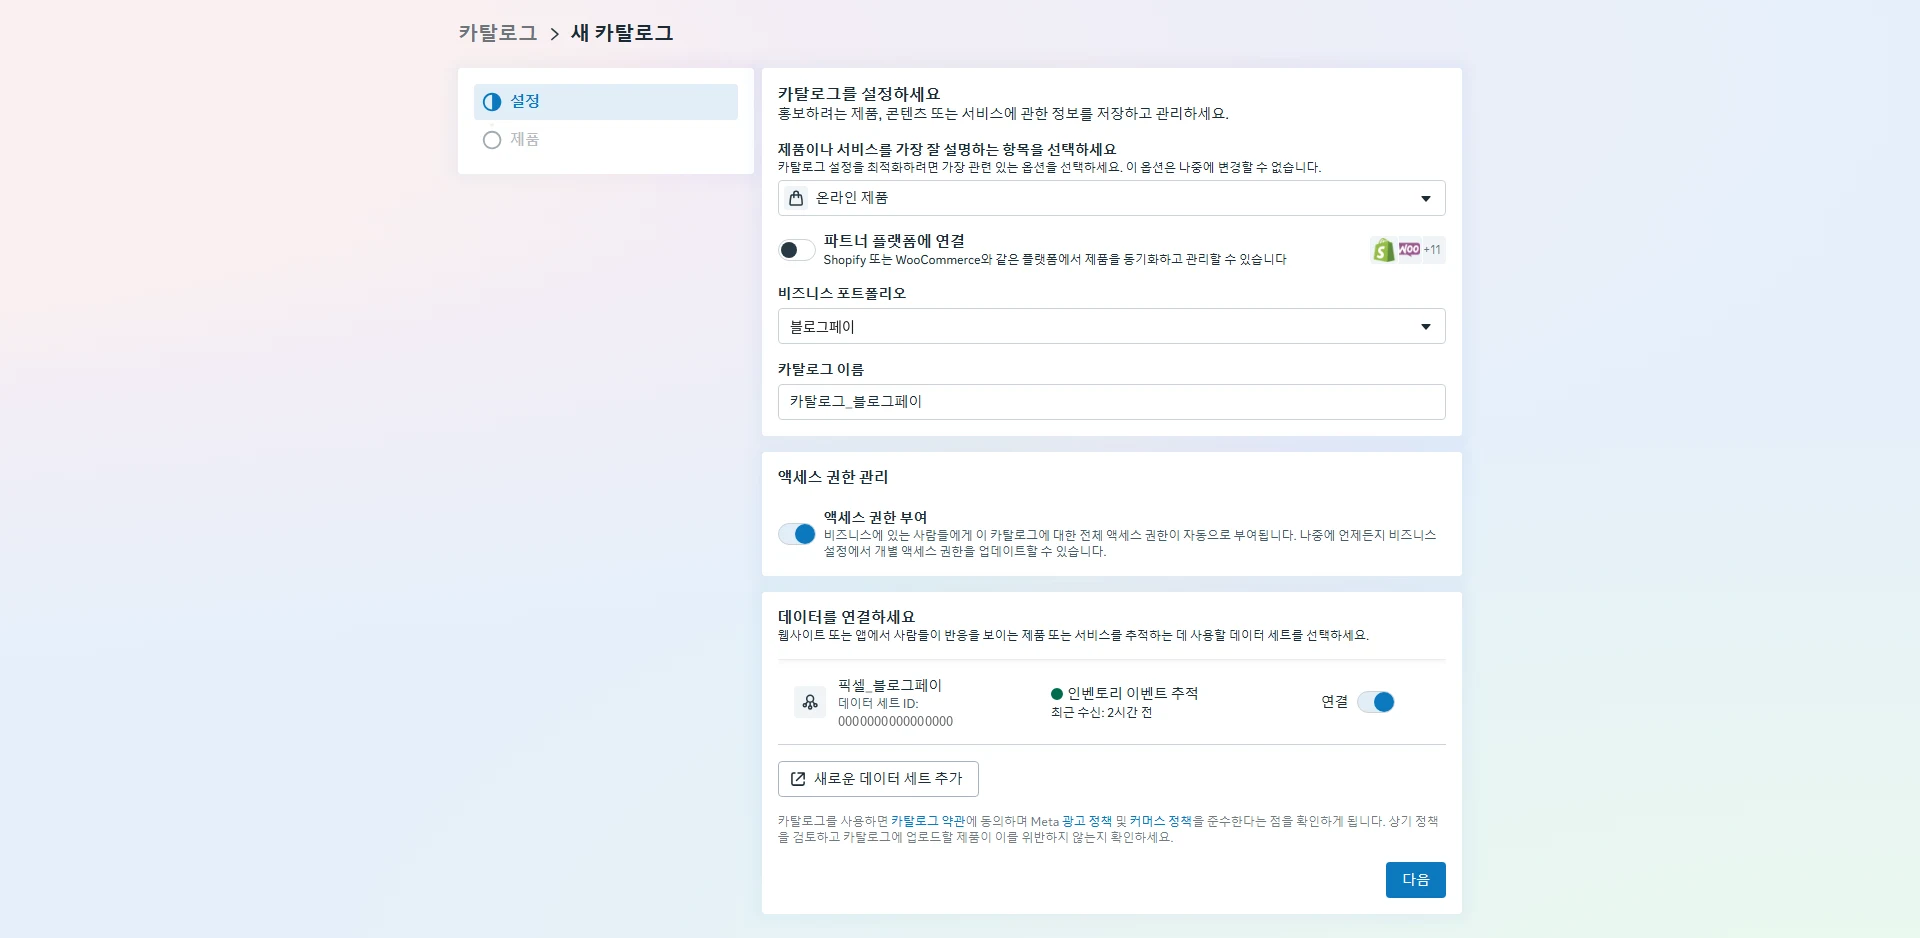 카탈로그 > 새 카탈로그
설정
제품
카탈로그를 설정하세요
홍보하려는 제품, 콘텐츠 또는 서비스에 관한 정보를 저장하고 관리하세요.
제품이나 서비스를 가장 잘 설명하는 항목을 선택하세요
카탈로그 설정을 최적화하려면 가장 관련 있는 옵션을 선택하세요. 이 옵션은 나중에 변경할 수 없습니다.
온라인 제품
파트너 플랫폼에 연결
Shopify 또는 WooCommerce와 같은 플랫폼에서 제품을 동기화하고 관리할 수 있습니다
S WOO +11
비즈니스 포트폴리오
블로그페이
카탈로그 이름
카탈로그_블로그페이
액세스 권한 관리
액세스 권한 부여
비즈니스에 있는 사람들에게 이 카탈로그에 대한 전체 액세스 권한이 자동으로 부여됩니다. 나중에 언제든지 비즈니스
설정에서 개별 액세스 권한을 업데이트할 수 있습니다.
데이터를 연결하세요
웹사이트 또는 앱에서 사람들이 반응을 보이는 제품 또는 서비스를 추적하는 데 사용할 데이터 세트를 선택하세요.
픽셀_블로그페이
데이터 세트 ID:
0000000000000000
인벤토리 이벤트 추적
최근 수신: 2시간 전
연결
새로운 데이터 세트 추가
카탈로그를 사용하면 카탈로그 약관에 동의하며 Meta 광고 정책 및 커머스 정책을 준수한다는 점을 확인하게 됩니다. 상기 정책
을 검토하고 카탈로그에 업로드할 제품이 이를 위반하지 않는지 확인하세요.
다음